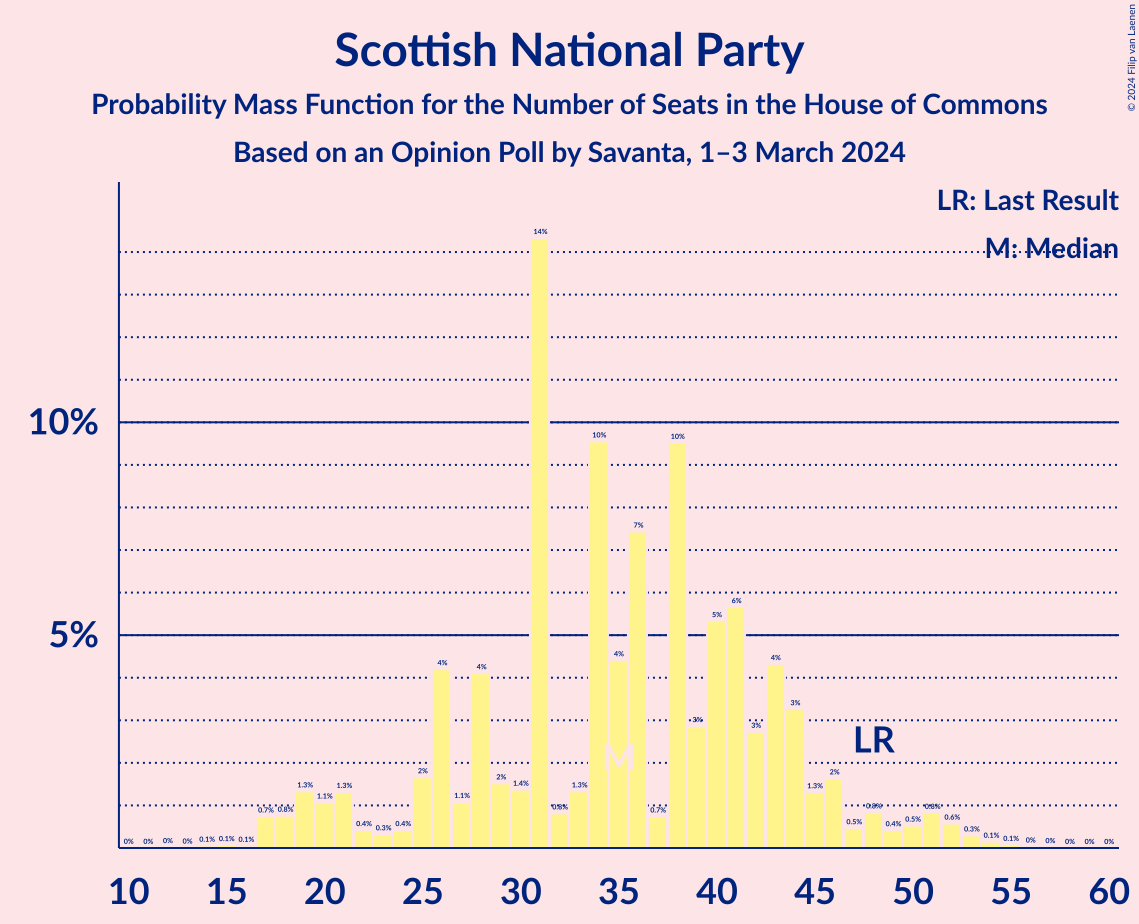 Scottish National Party
Probability Mass Function for the Number of Seats in the House of Commons
Based on an Opinion Poll by Savanta, 1–3 March 2024
© 2024 Filip van Laenen
LR: Last Result
M: Median
10%
5%
0% 0% 0% 0% 0.1% 0.1% 0.1% 0.7% 0.8% 1.3% 1.1% 1.3% 0.4% 0.3% 0.4% 2% 4% 1.1% 4% 2% 1.4% 14% 0.8% 1.3% 10% 4% 7% 0.7% 10% 3% 5% 6% 3% 4% 3% 1.3% 2% 0.5% 0.8% 0.4% 0.5% 0.8% 0.6% 0.3% 0.1% 0.1% 0% 0% 0% 0% 0%
M
LR
10 15 20 25 30 35 40 45 50 55 60